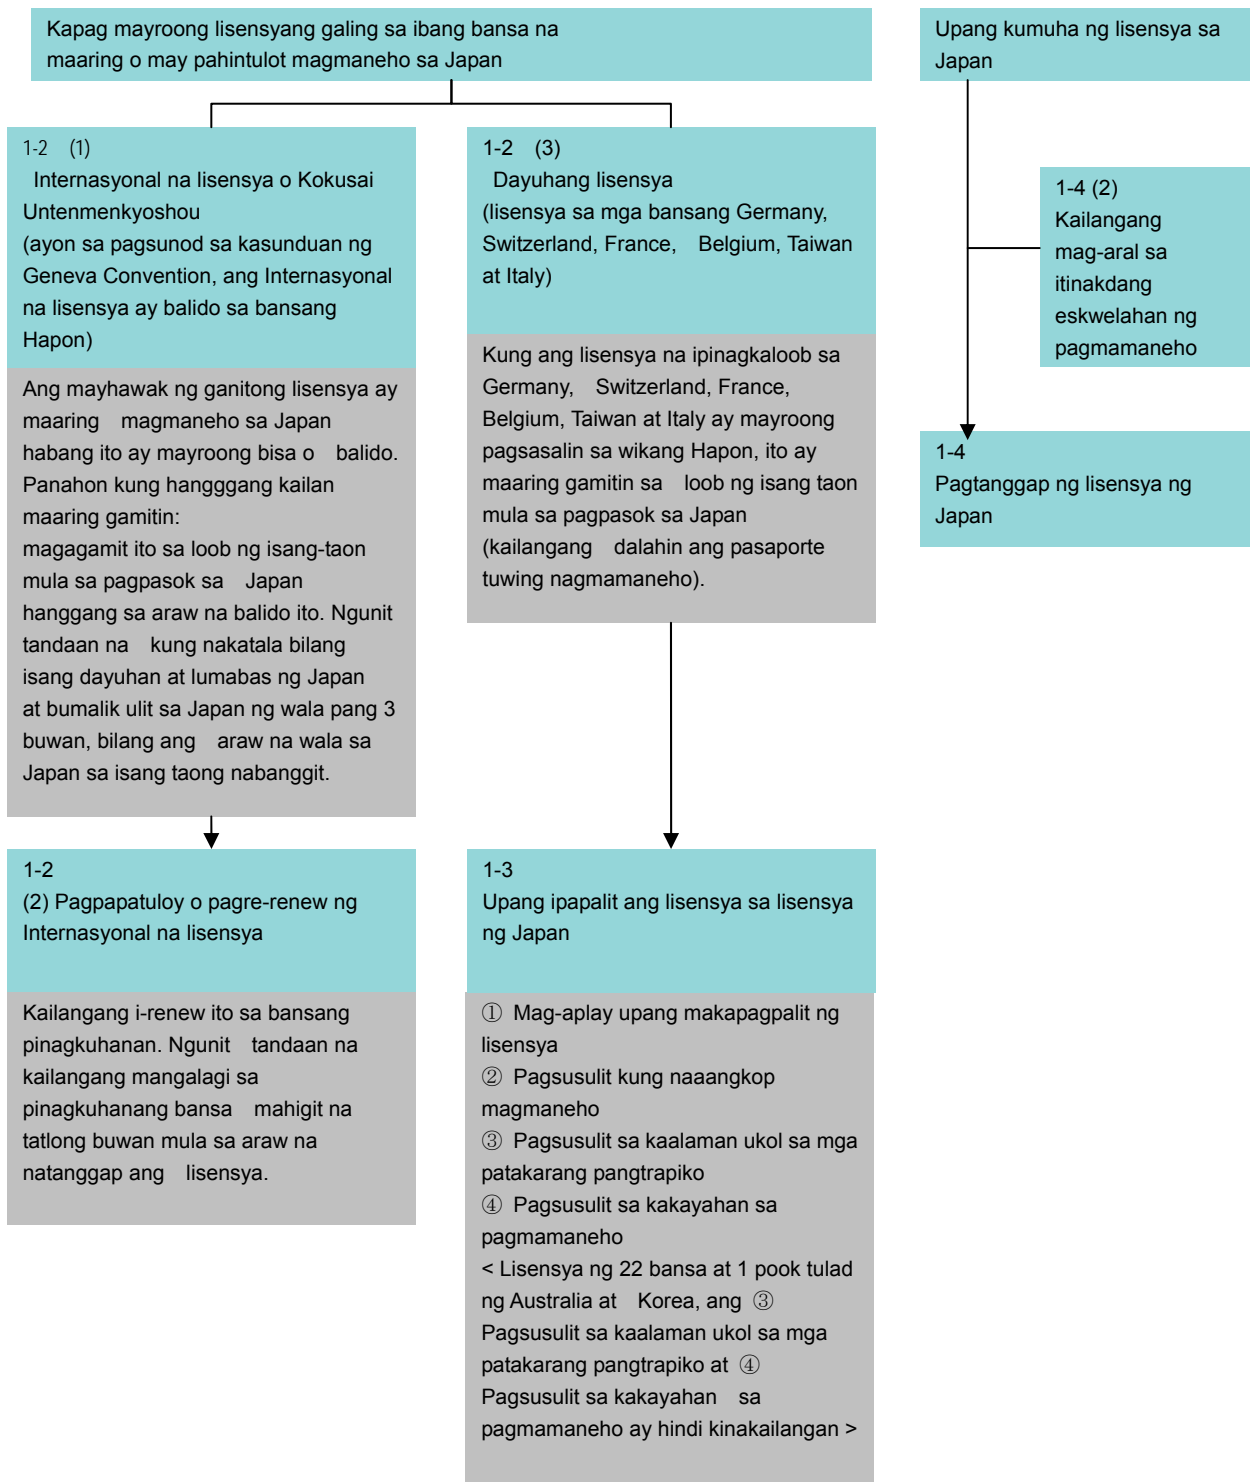 Kapag mayroong lisensyang galing sa ibang bansa na
maaring o may pahintulot magmaneho sa Japan
1-2 (1)
Internasyonal na lisensya o Kokusai
Untenmenkyoshou
(ayon sa pagsunod sa kasunduan ng
Geneva Convention, ang Internasyonal
na lisensya ay balido sa bansang
Hapon)
Ang mayhawak ng ganitong lisensya ay
maaring magmaneho sa Japan
habang ito ay mayroong bisa o balido.
Panahon kung hangggang kailan
maaring gamitin:
magagamit ito sa loob ng isang-taon
mula sa pagpasok sa Japan
hanggang sa araw na balido ito. Ngunit
tandaan na kung nakatala bilang
isang dayuhan at lumabas ng Japan
at bumalik ulit sa Japan ng wala pang 3
buwan, bilang ang araw na wala sa
Japan sa isang taong nabanggit.
1-2
(2) Pagpapatuloy o pagre-renew ng
Internasyonal na lisensya
Kailangang i-renew ito sa bansang
pinagkuhanan. Ngunit tandaan na
kailangang mangalagi sa
pinagkuhanang bansa mahigit na
tatlong buwan mula sa araw na
natanggap ang lisensya.
1-2 (3)
Dayuhang lisensya
(lisensya sa mga bansang Germany,
Switzerland, France, Belgium, Taiwan
at Italy)
Kung ang lisensya na ipinagkaloob sa
Germany, Switzerland, France,
Belgium, Taiwan at Italy ay mayroong
pagsasalin sa wikang Hapon, ito ay
maaring gamitin sa loob ng isang taon
mula sa pagpasok sa Japan
(kailangang dalahin ang pasaporte
tuwing nagmamaneho).
1-3
Upang ipapalit ang lisensya sa lisensya
ng Japan
① Mag-aplay upang makapagpalit ng
lisensya
② Pagsusulit kung naaangkop
magmaneho
③ Pagsusulit sa kaalaman ukol sa mga
patakarang pangtrapiko
④ Pagsusulit sa kakayahan sa
pagmamaneho
< Lisensya ng 22 bansa at 1 pook tulad
ng Australia at Korea, ang ③
Pagsusulit sa kaalaman ukol sa mga
patakarang pangtrapiko at ④
Pagsusulit sa kakayahan sa
pagmamaneho ay hindi kinakailangan >
Upang kumuha ng lisensya sa
Japan
1-4 (2)
Kailangang
mag-aral sa
itinakdang
eskwelahan ng
pagmamaneho
1-4
Pagtanggap ng lisensya ng
Japan